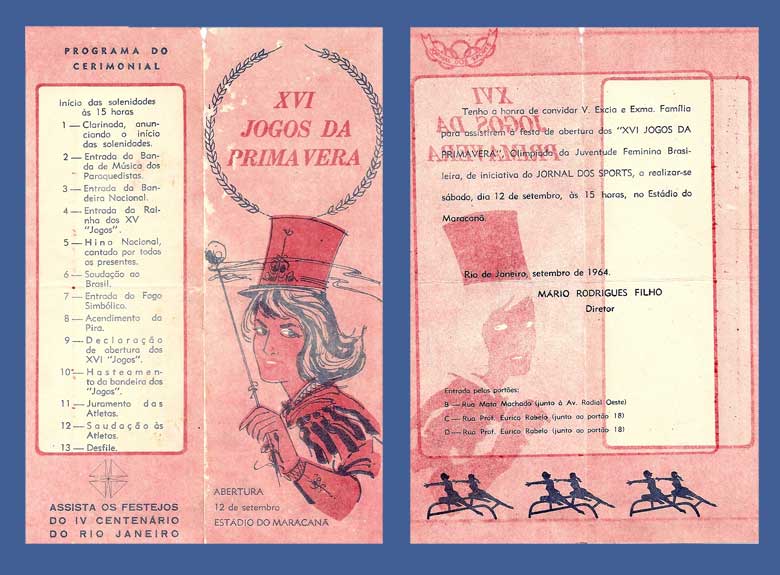 PROGRAMA DO
CERIMONIAL
Início das solenidades
às 15 horas
1 — Clarinada, anun-
ciando o início
das solenidades.
2 — Entrada da Ban-
da de Música dos
Paraquedistas.
3 — Entrada da Ban-
deira Nacional.
4 — Entrada da Rai-
nha dos XV
"Jogos".
5 — Hino Nacional,
cantado por todos
os presentes.
6 — Saudação ao
Brasil.
7 — Entrada do Fogo
Simbólico.
8 — Acendimento da
Pira.
9 — Declaração
de abertura dos
XVI "Jogos".
10 — Hasteamen-
to da bandeira dos
"Jogos".
11 — Juramento das
Atletas.
12 — Saudação às
Atletas.
13 — Desfile.
ASSISTA OS FESTEJOS
DO IV CENTENÁRIO
DO RIO JANEIRO
XVI
JOGOS DA
PRIMAVERA
ABERTURA
12 de setembro
ESTÁDIO DO MARACANÃ
Tenho a honra de convidar V. Excia e Exma. Família
para assistirem à festa de abertura dos "XVI JOGOS DA
PRIMAVERA", Olimpíada da Juventude Feminina Brasi-
leira, de iniciativa do JORNAL DOS SPORTS, a realizar-se
sábado, dia 12 de setembro, às 15 horas, no Estádio do
Maracanã.
Rio de Janeiro, setembro de 1964.
MÁRIO RODRIGUES FILHO
Diretor
Entrada pelos portões:
B — Rua Mata Machado (junto à Av. Radial Oeste)
C — Rua Prof. Eurico Rabelo (junto ao portão 18)
D — Rua Prof. Eurico Rabelo (junto ao portão 18)